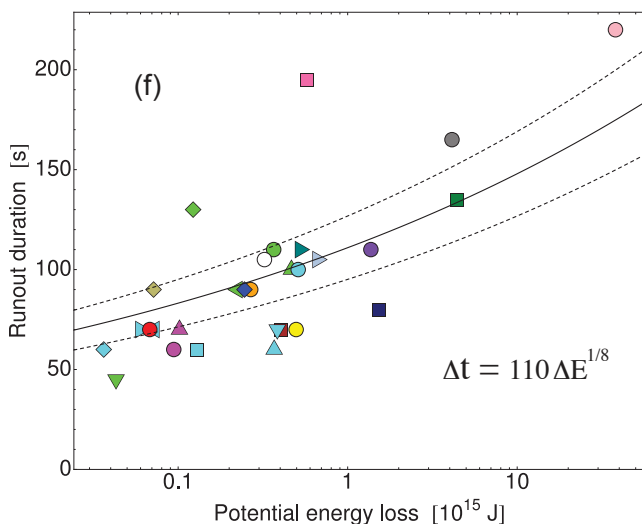 (f)
200
150
100
50
0
Runout duration [s]
Δt = 110 ΔE^{1/8}
0.1 1 10
Potential energy loss [10^{15} J]